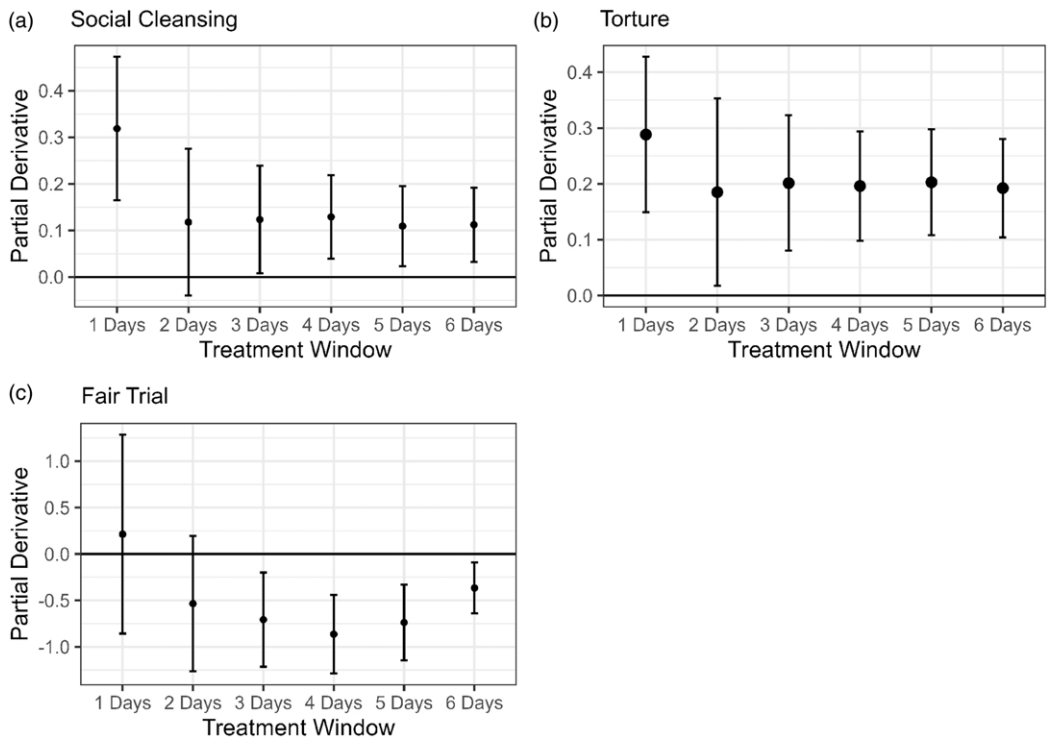 (a) Social Cleansing
Partial Derivative
0.4
0.3
0.2
0.1
0.0
1 Days 2 Days 3 Days 4 Days 5 Days 6 Days
Treatment Window
(b) Torture
Partial Derivative
0.4
0.3
0.2
0.1
0.0
1 Days 2 Days 3 Days 4 Days 5 Days 6 Days
Treatment Window
(c) Fair Trial
Partial Derivative
1.0
0.5
0.0
-0.5
-1.0
1 Days 2 Days 3 Days 4 Days 5 Days 6 Days
Treatment Window